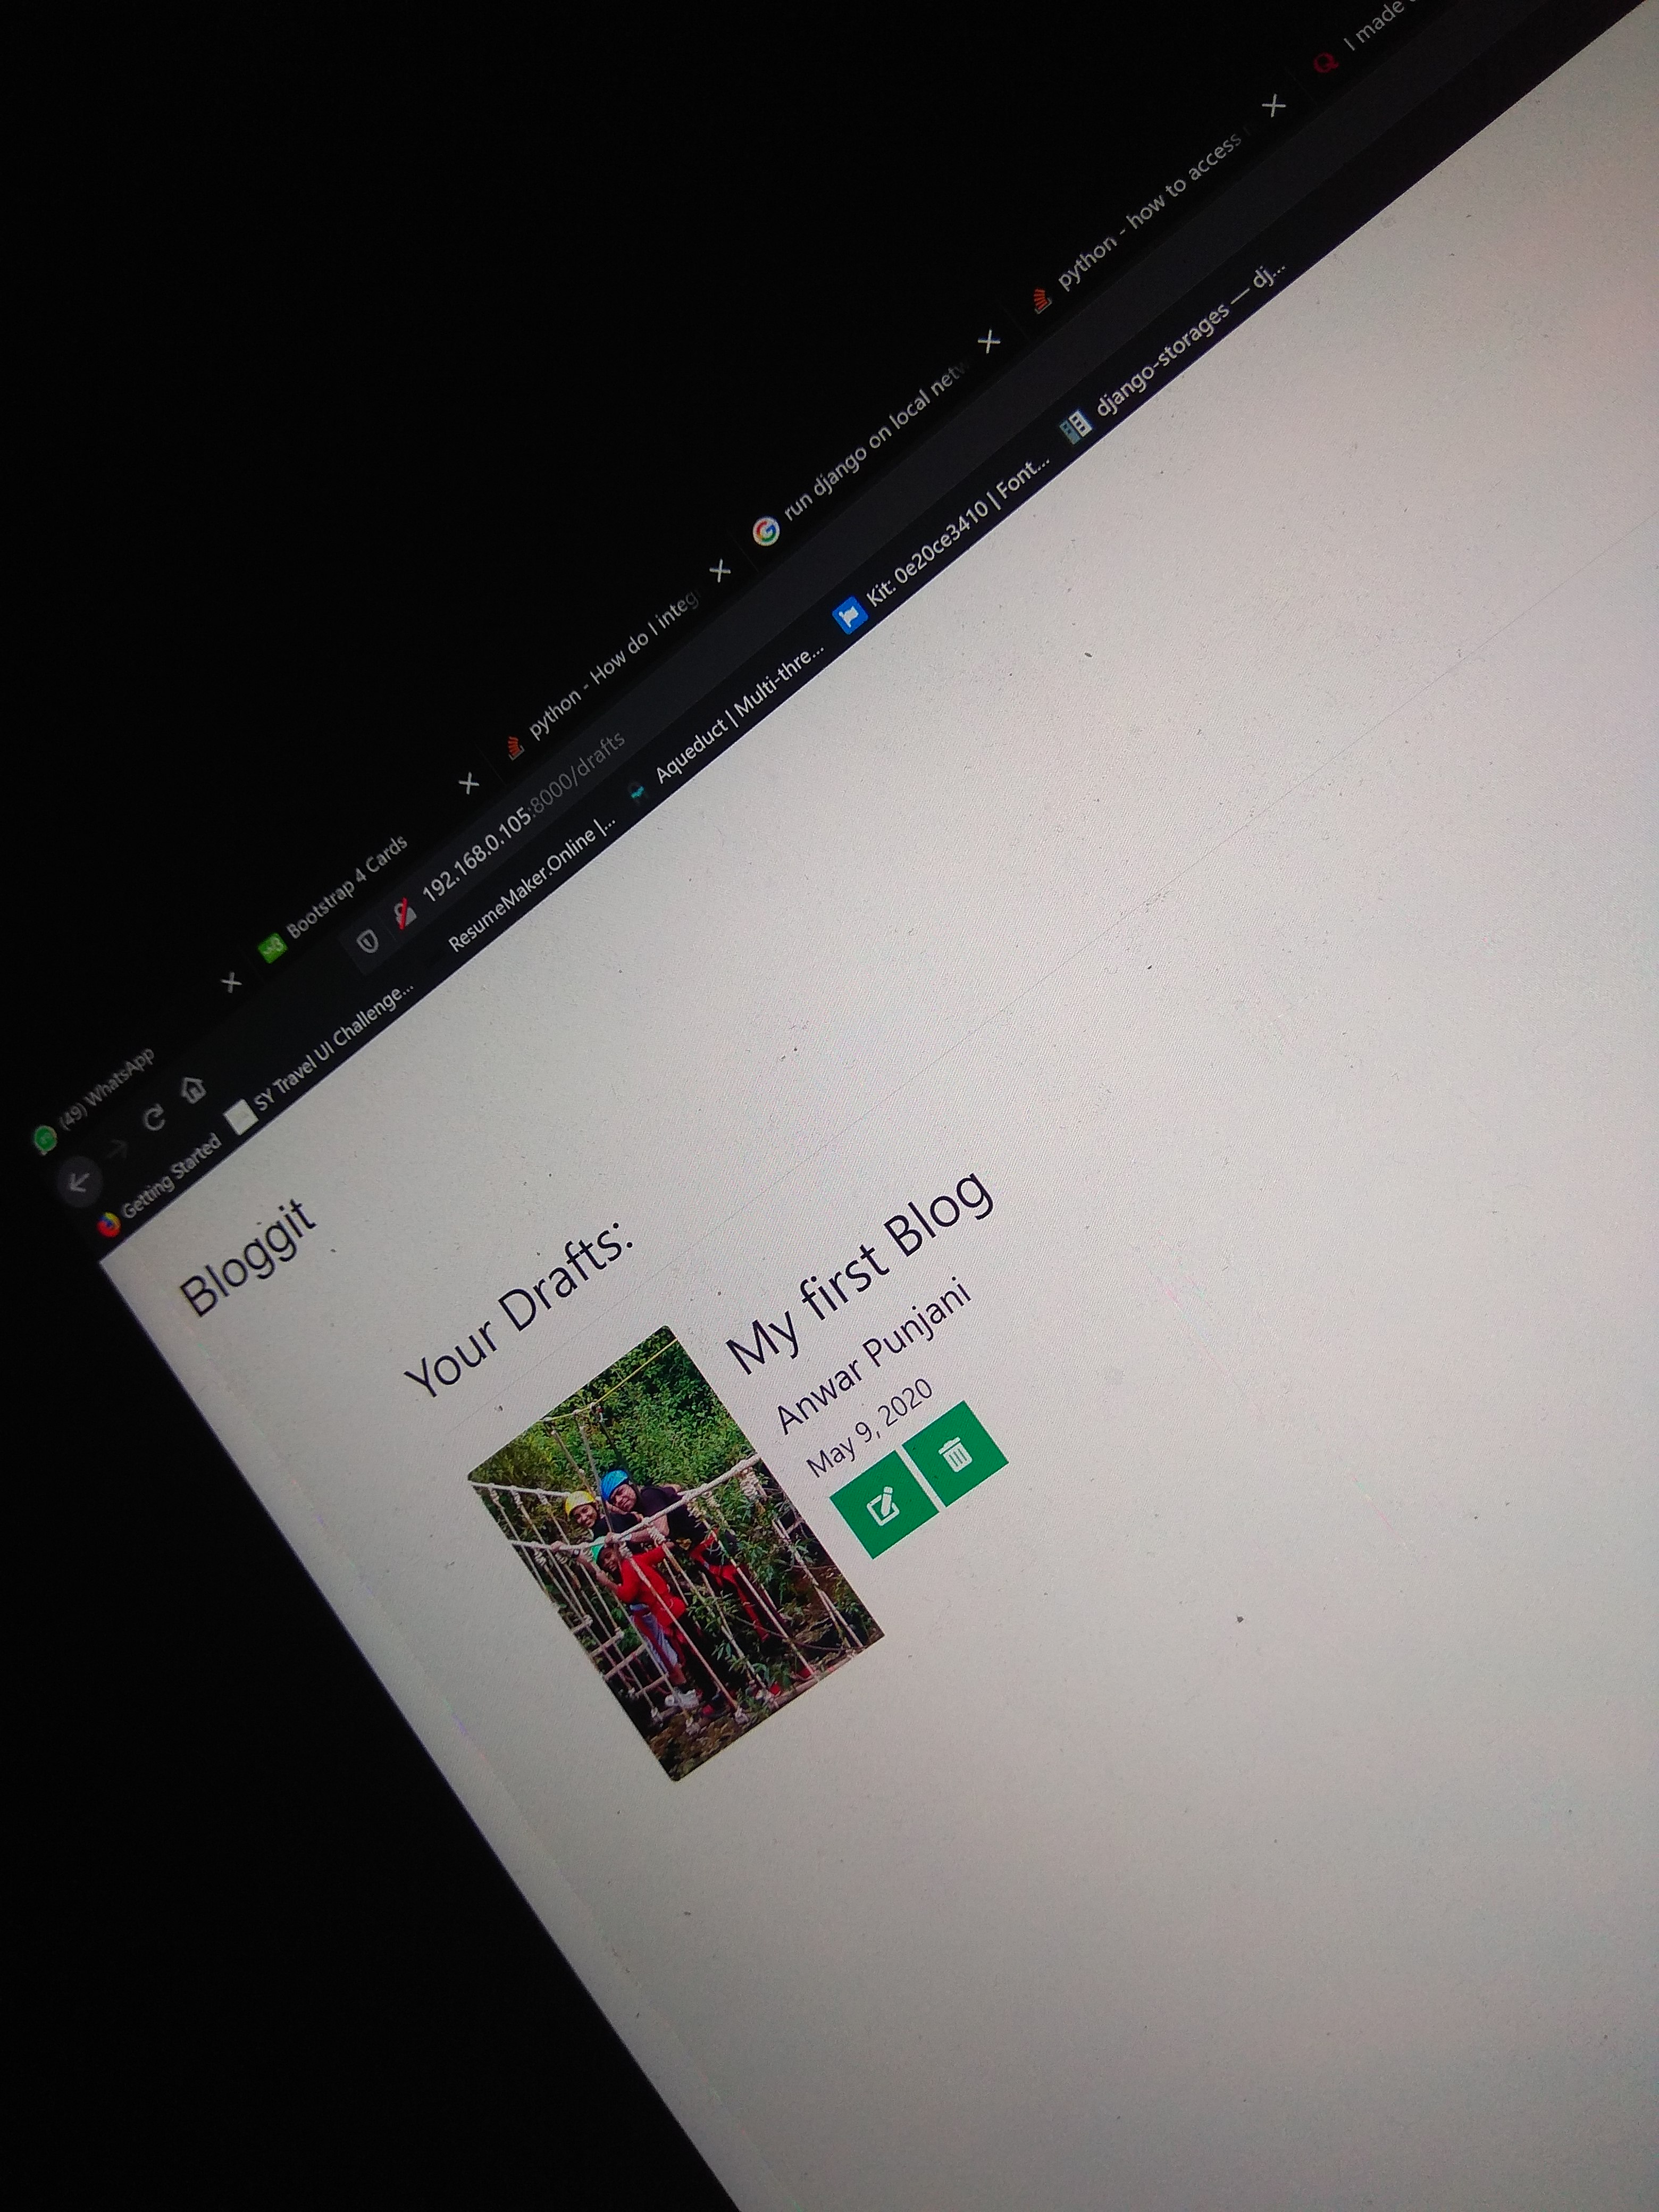 (49) WhatsApp
Bootstrap 4 Cards
python - How do I integ
run django on local netw
python - how to access
I made
192.168.0.105:8000/drafts
Getting Started
SY Travel UI Challenge...
ResumeMaker.Online |...
Aqueduct | Multi-thre...
Kit: 0e20ce3410 | Font...
django-storages — dj...
Bloggit
Your Drafts:
My first Blog
Anwar Punjani
May 9, 2020